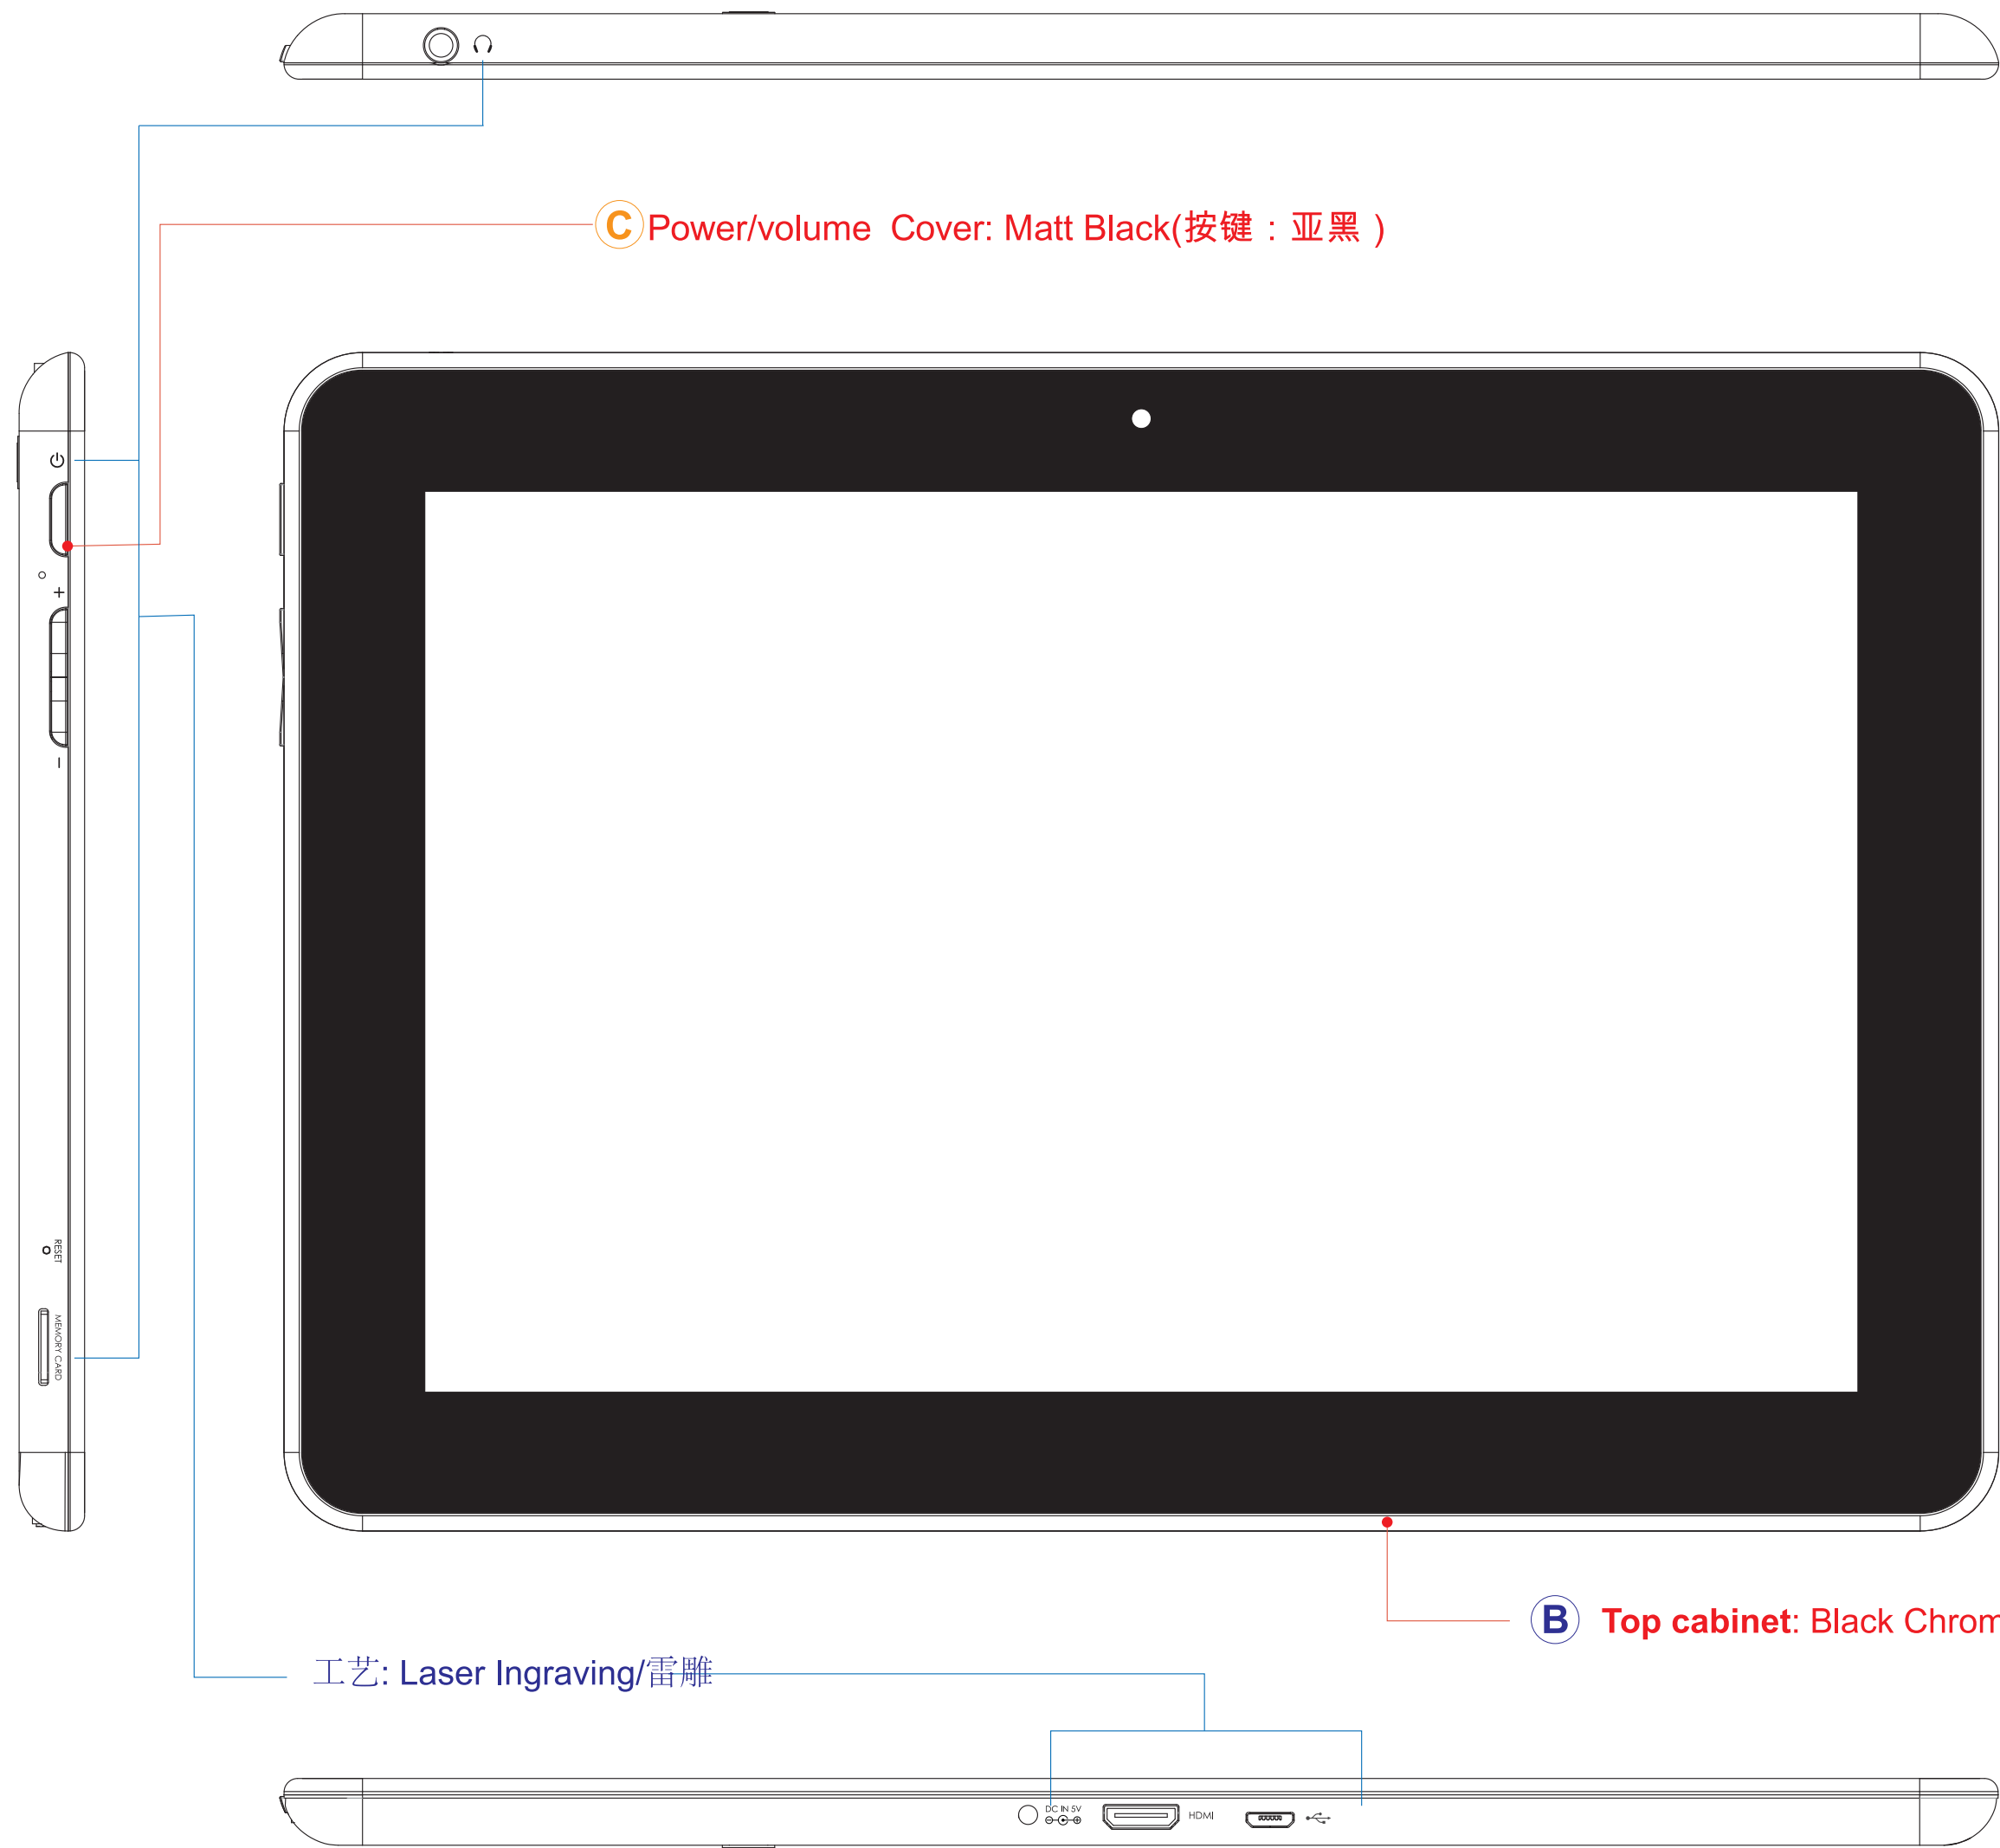 C Power/volume Cover: Matt Black(按键：亚黑 )
+
–
RESET
MEMORY CARD
B Top cabinet: Black Chrom
工艺: Laser Ingraving/雷雕
DC IN 5V
HDMI